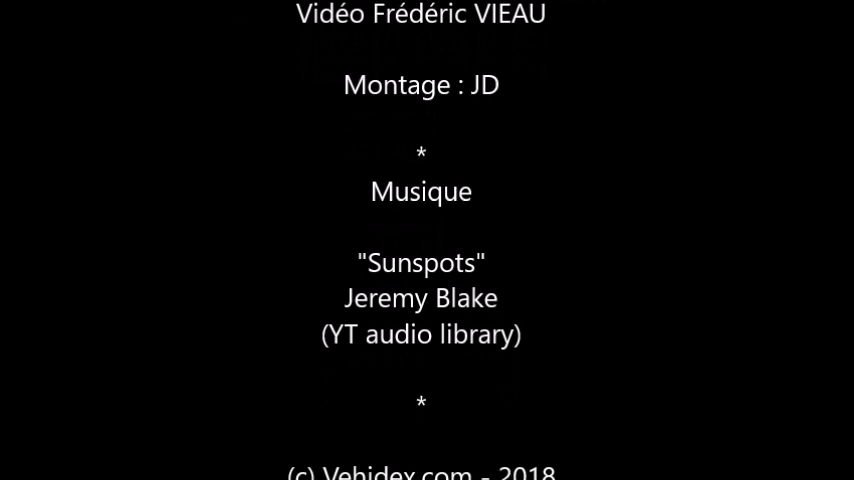 Vidéo Frédéric VIEAU
Montage : JD
*
Musique
"Sunspots"
Jeremy Blake
(YT audio library)
*
(c) Vehidex.com - 2018